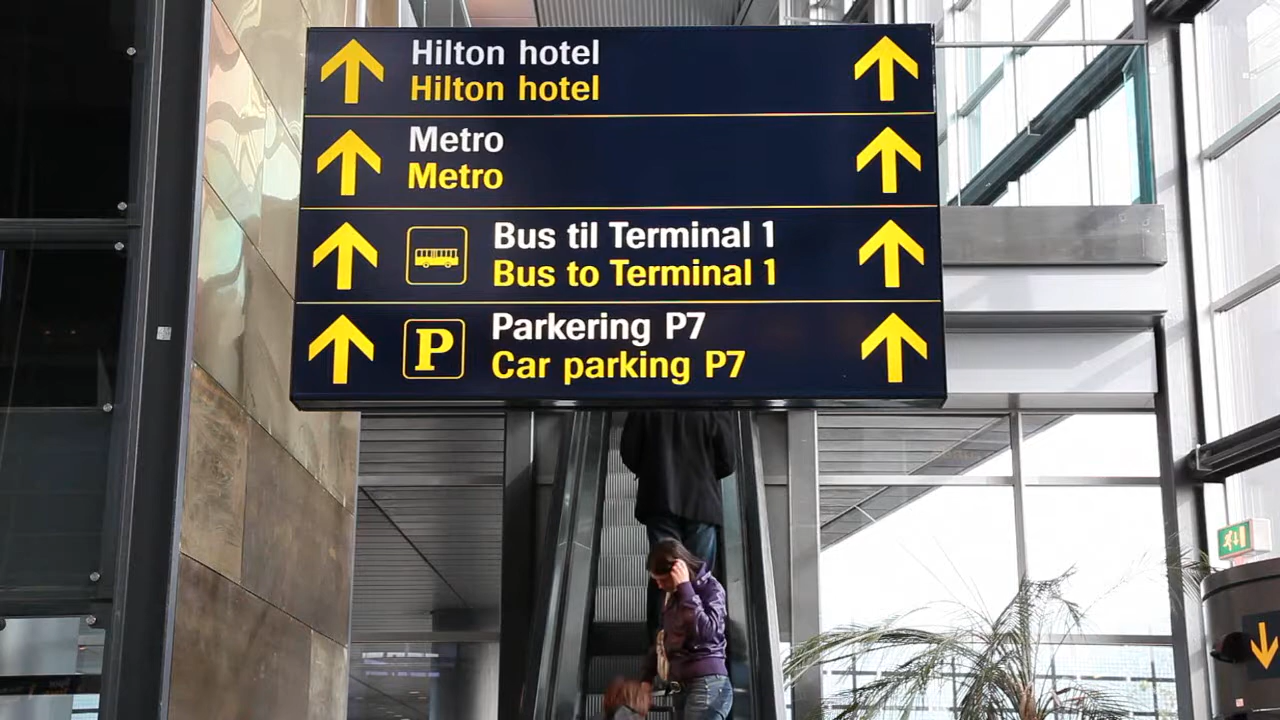 Hilton hotel
Hilton hotel
Metro
Metro
Bus til Terminal 1
Bus to Terminal 1
P
Parkering P7
Car parking P7